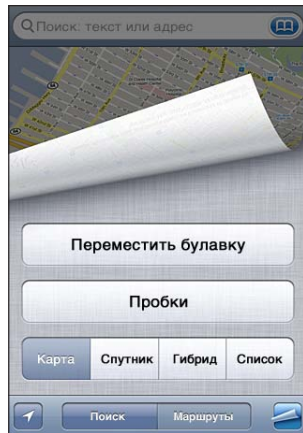 Поиск: текст или адрес
Переместить булавку
Пробки
Карта Спутник Гибрид Список
Поиск Маршруты